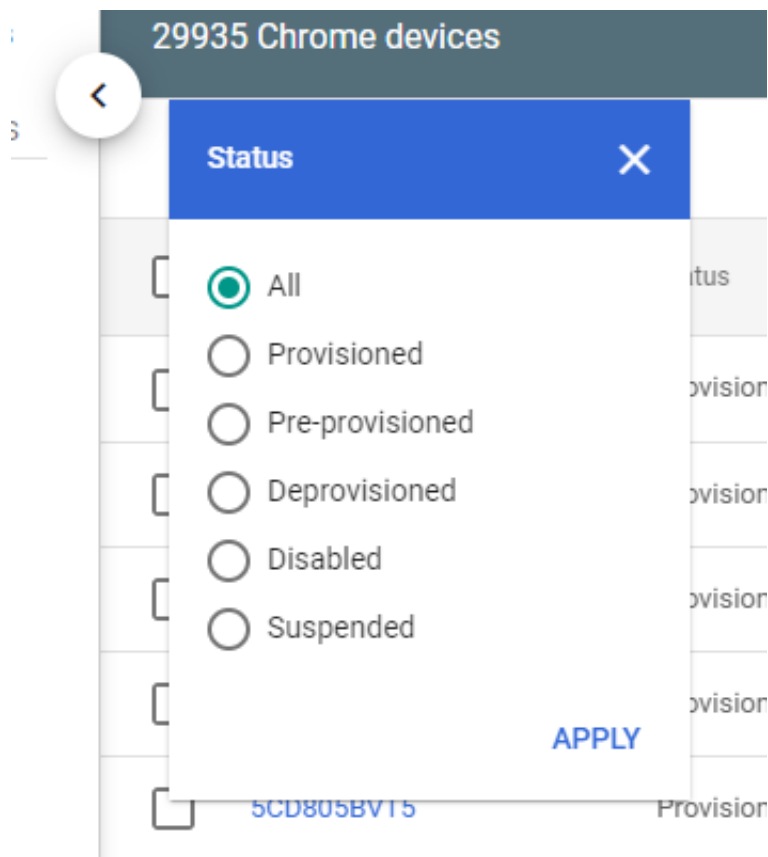 29935 Chrome devices
Status
All
Provisioned
Pre-provisioned
Deprovisioned
Disabled
Suspended
APPLY
5CD805BVT5